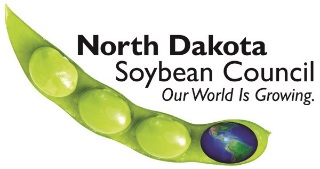 North Dakota
Soybean Council
Our World Is Growing.